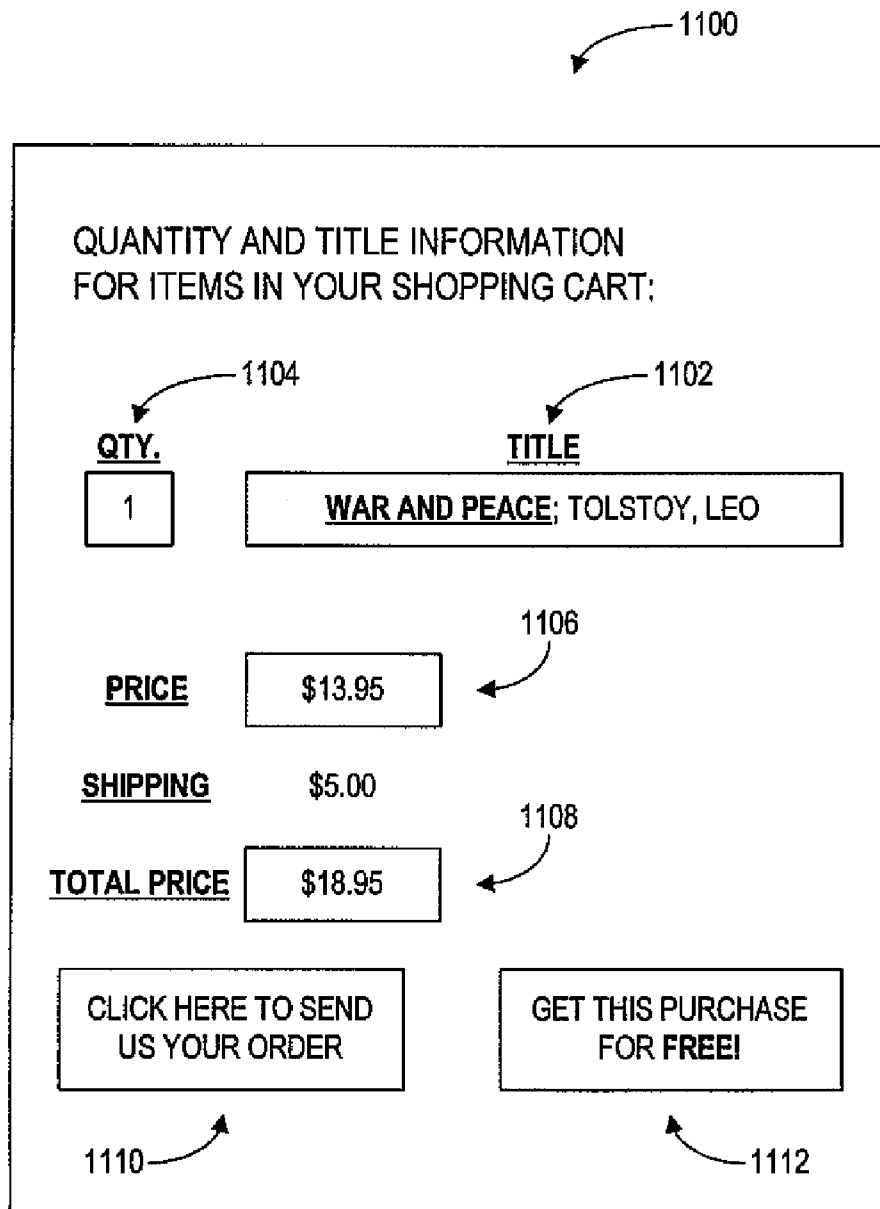 1100
QUANTITY AND TITLE INFORMATION
FOR ITEMS IN YOUR SHOPPING CART:
1104 1102
QTY. TITLE
1 WAR AND PEACE; TOLSTOY, LEO
1106
PRICE $13.95
SHIPPING $5.00
1108
TOTAL PRICE $18.95
CLICK HERE TO SEND GET THIS PURCHASE
US YOUR ORDER FOR FREE!
1110 1112